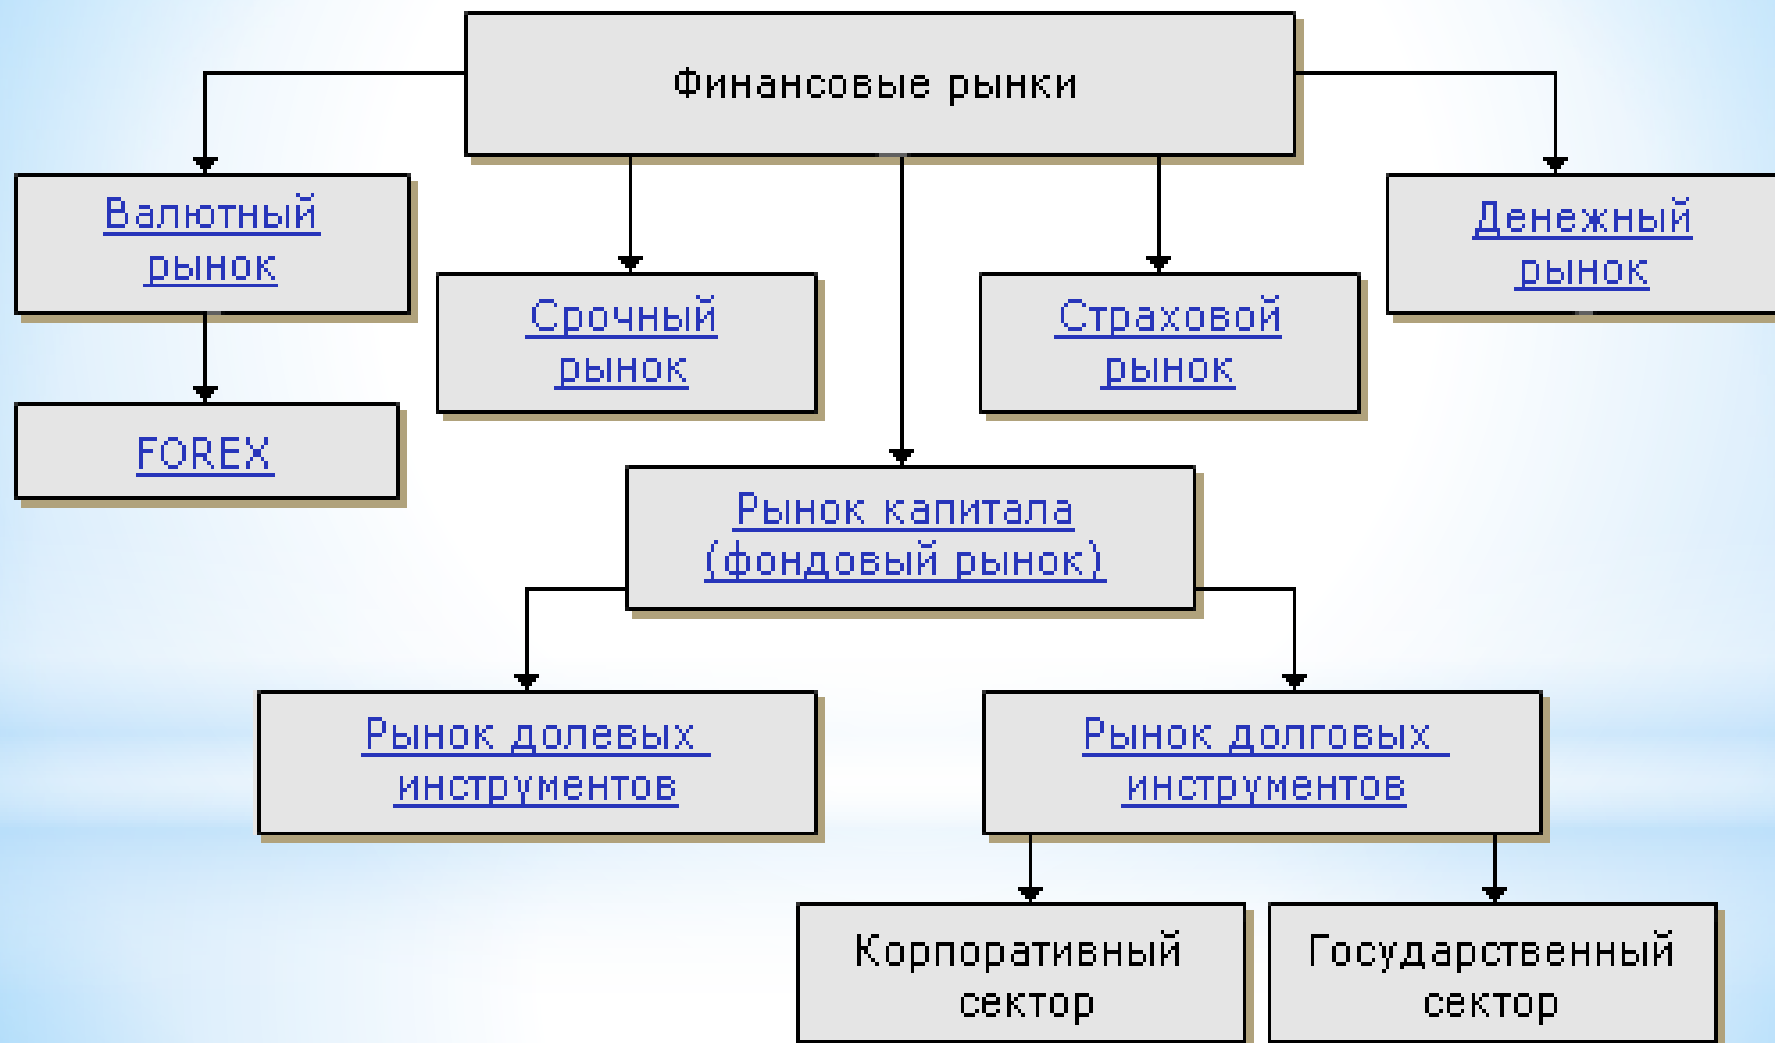 Финансовые рынки
Валютный
рынок
Денежный
рынок
Срочный
рынок
Страховой
рынок
FOREX
Рынок капитала
(фондовый рынок)
Рынок долевых
инструментов
Рынок долговых
инструментов
Корпоративный
сектор
Государственный
сектор